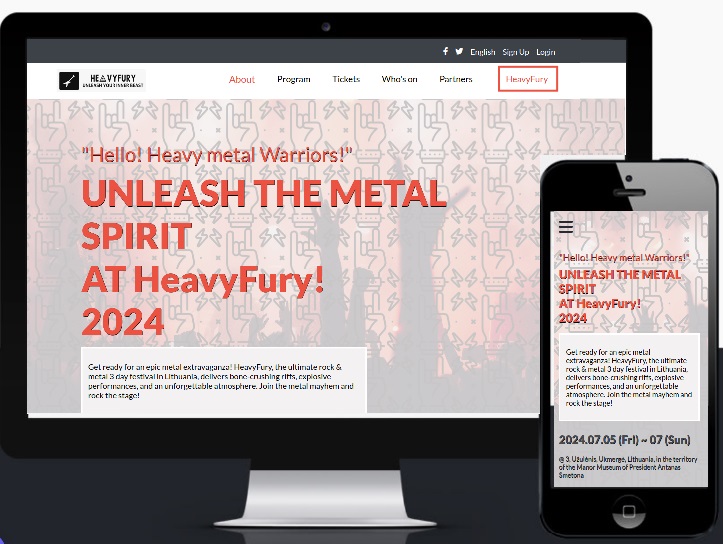 English Sign Up Login
HEAVYFURY
UNLEASH YOUR INNER BEAST
About Program Tickets Who's on Partners HeavyFury
"Hello! Heavy metal Warriors!"
UNLEASH THE METAL
SPIRIT
AT HeavyFury!
2024
Get ready for an epic metal extravaganza! HeavyFury, the ultimate rock &
metal 3 day festival in Lithuania, delivers bone-crushing riffs, explosive
performances, and an unforgettable atmosphere. Join the metal mayhem and
rock the stage!
"Hello! Heavy metal Warriors!"
UNLEASH THE METAL
SPIRIT
AT HeavyFury!
2024
Get ready for an epic metal
extravaganza! HeavyFury, the ultimate
rock & metal 3 day festival in Lithuania,
delivers bone-crushing riffs, explosive
performances, and an unforgettable
atmosphere. Join the metal mayhem and
rock the stage!
2024.07.05 (Fri) ~ 07 (Sun)
@ 3, Užulėnis, Ukmergė, Lithuania, in the territory
of the Manor Museum of President Antanas
Smetona